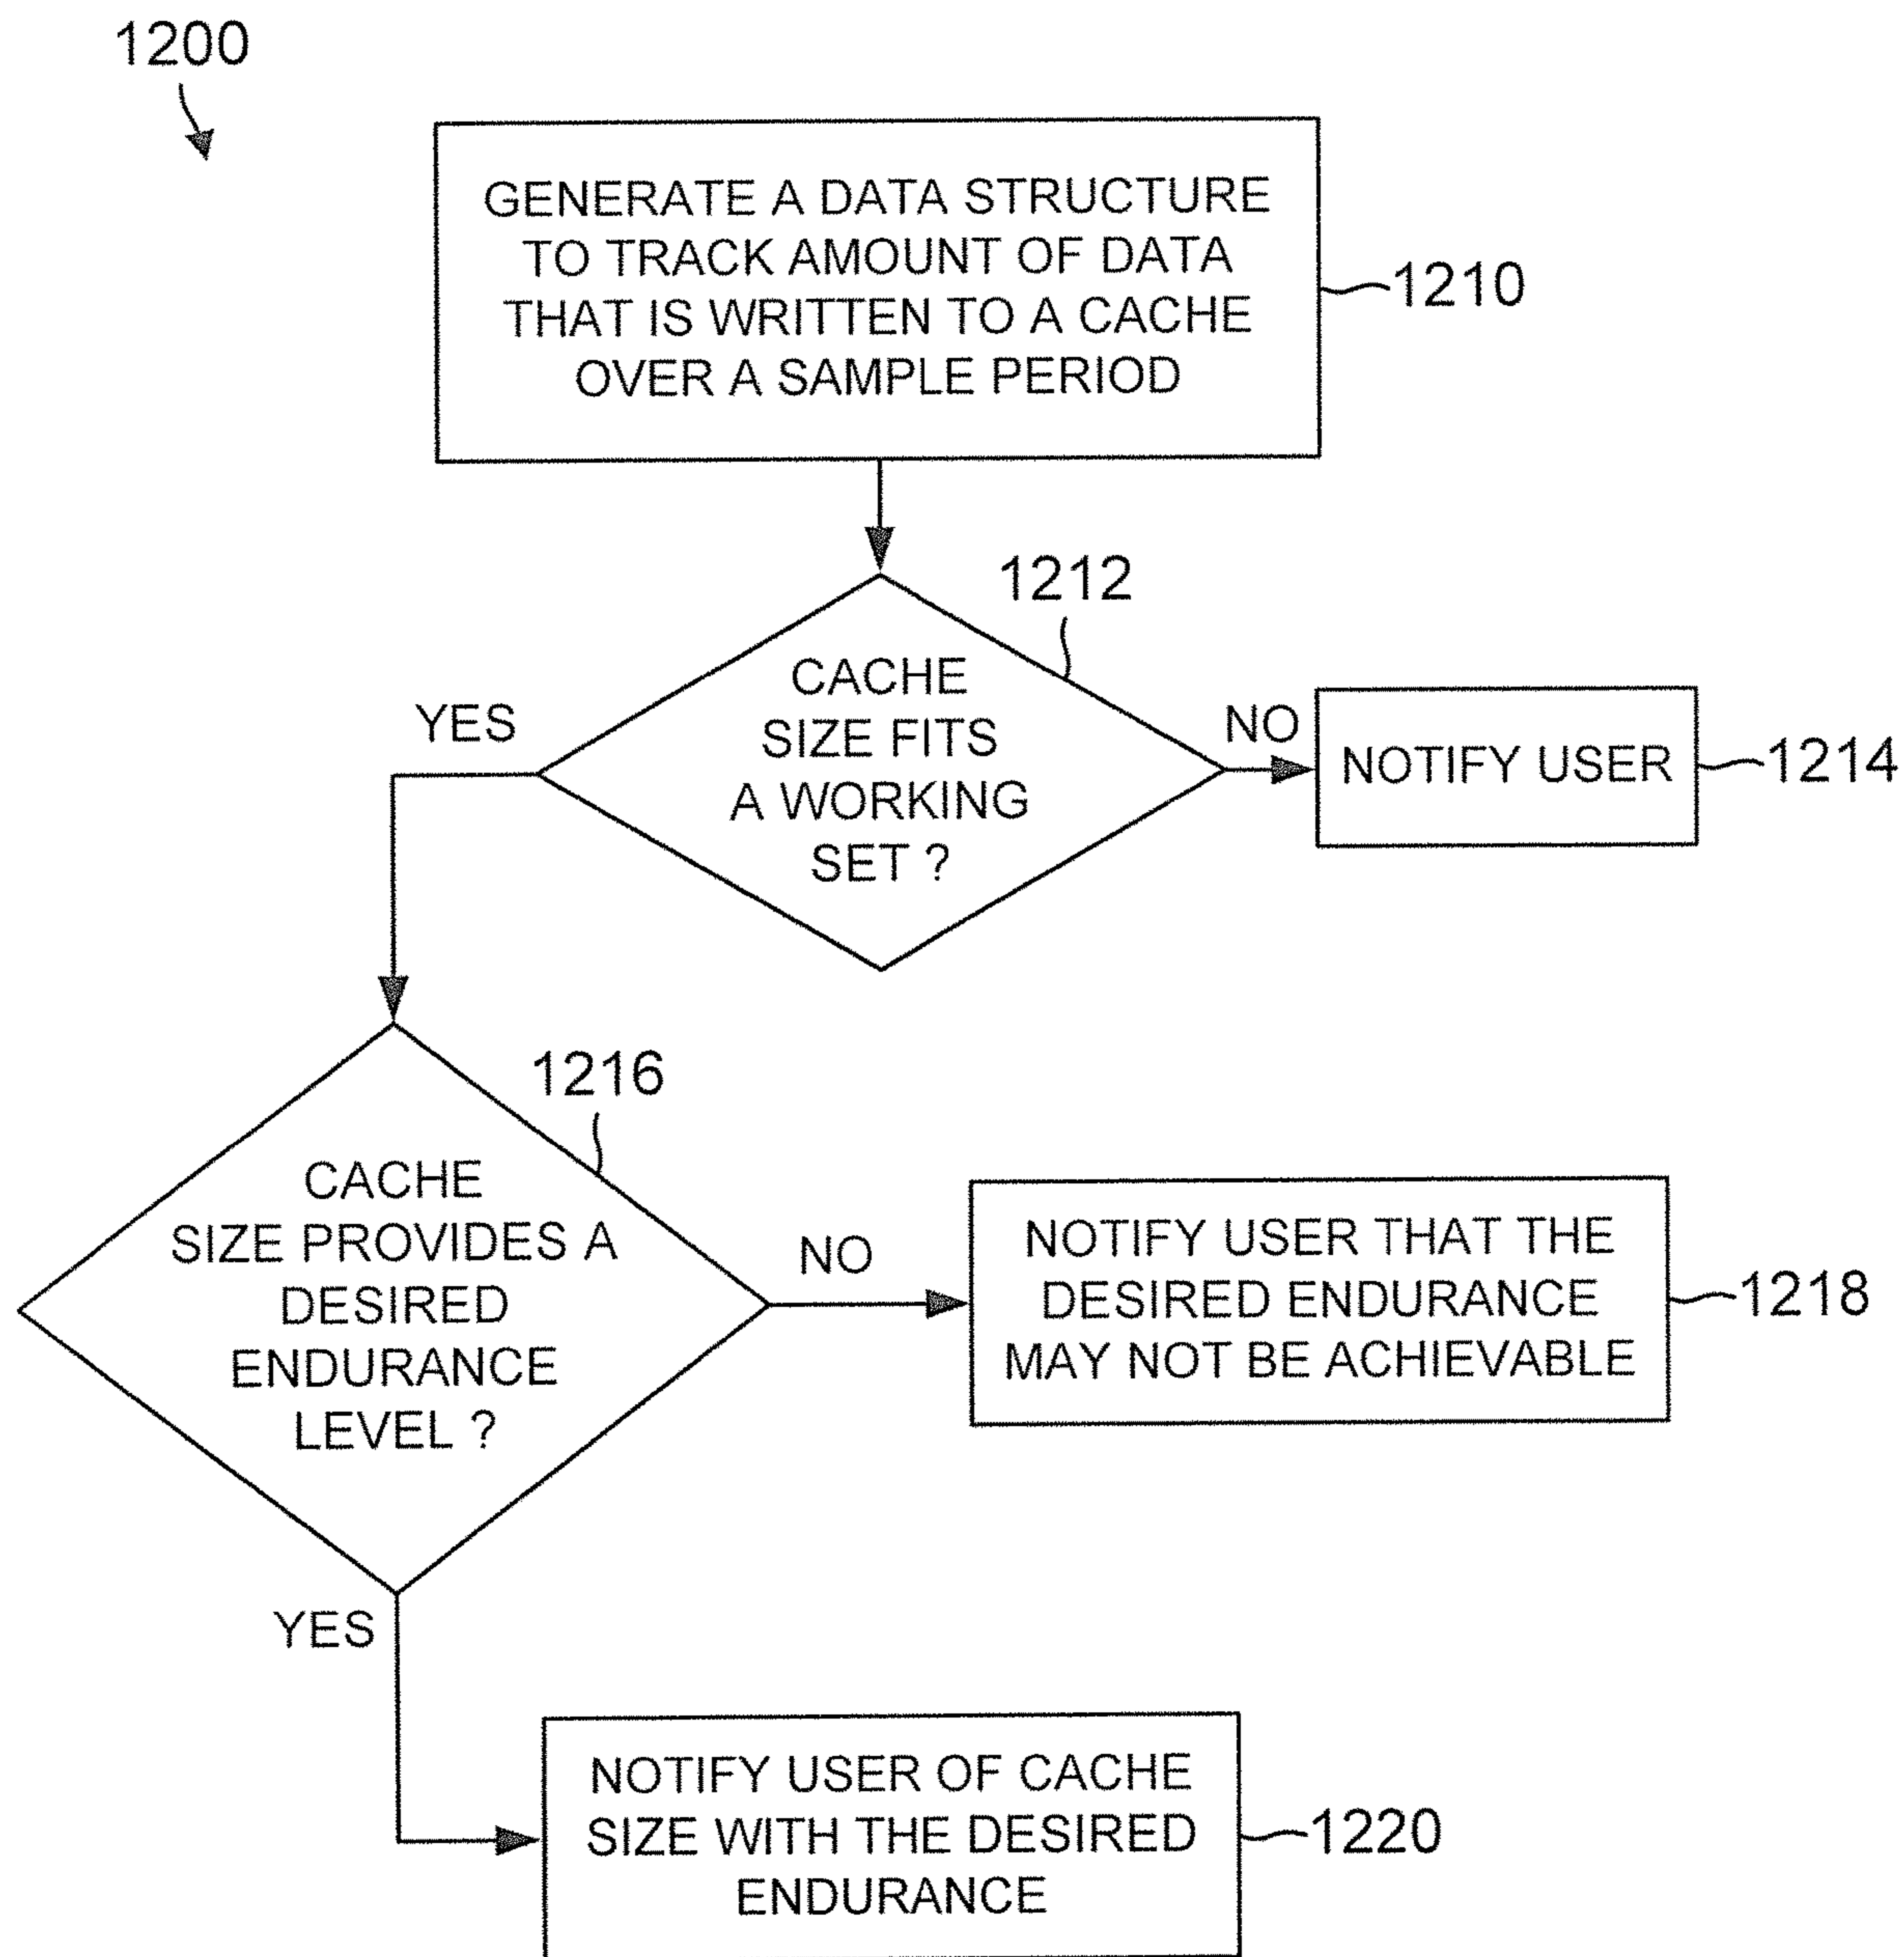 1200
GENERATE A DATA STRUCTURE
TO TRACK AMOUNT OF DATA
THAT IS WRITTEN TO A CACHE
OVER A SAMPLE PERIOD
1210
1212
CACHE
SIZE FITS
A WORKING
SET ?
YES
NO
NOTIFY USER
1214
1216
CACHE
SIZE PROVIDES A
DESIRED
ENDURANCE
LEVEL ?
NO
NOTIFY USER THAT THE
DESIRED ENDURANCE
MAY NOT BE ACHIEVABLE
1218
YES
NOTIFY USER OF CACHE
SIZE WITH THE DESIRED
ENDURANCE
1220